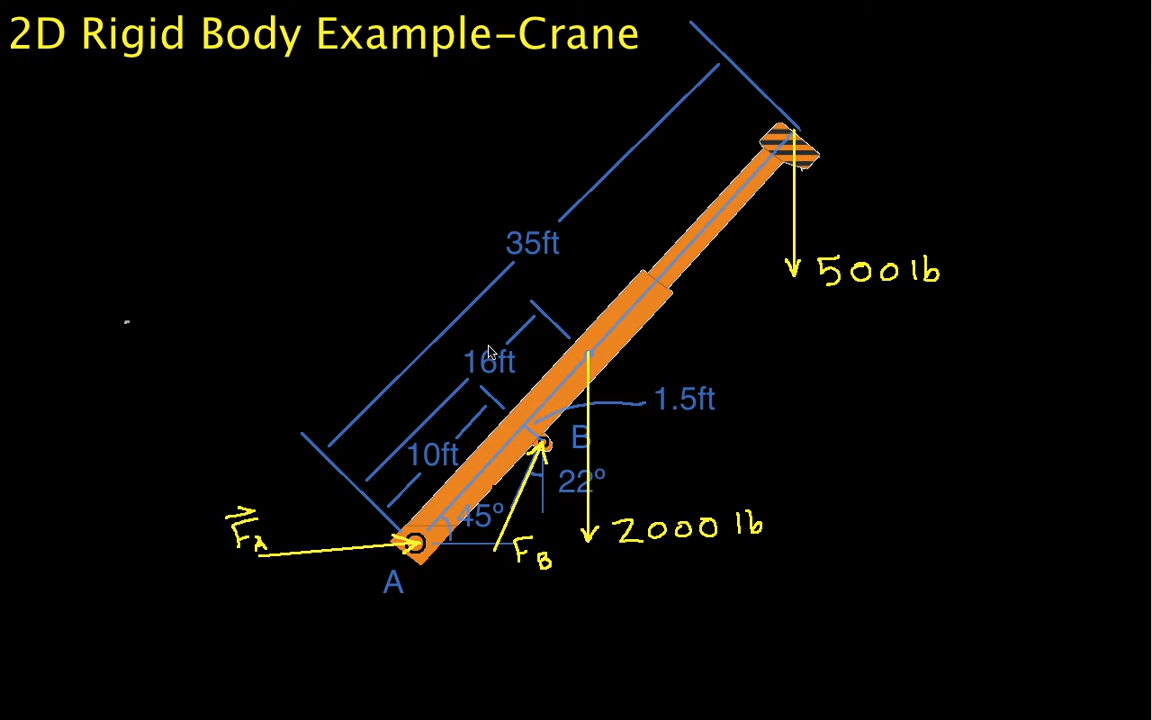 2D Rigid Body Example-Crane
35ft
500 lb
16ft
1.5ft
10ft
B
22°
45°
2000 lb
F_A
F_B
A